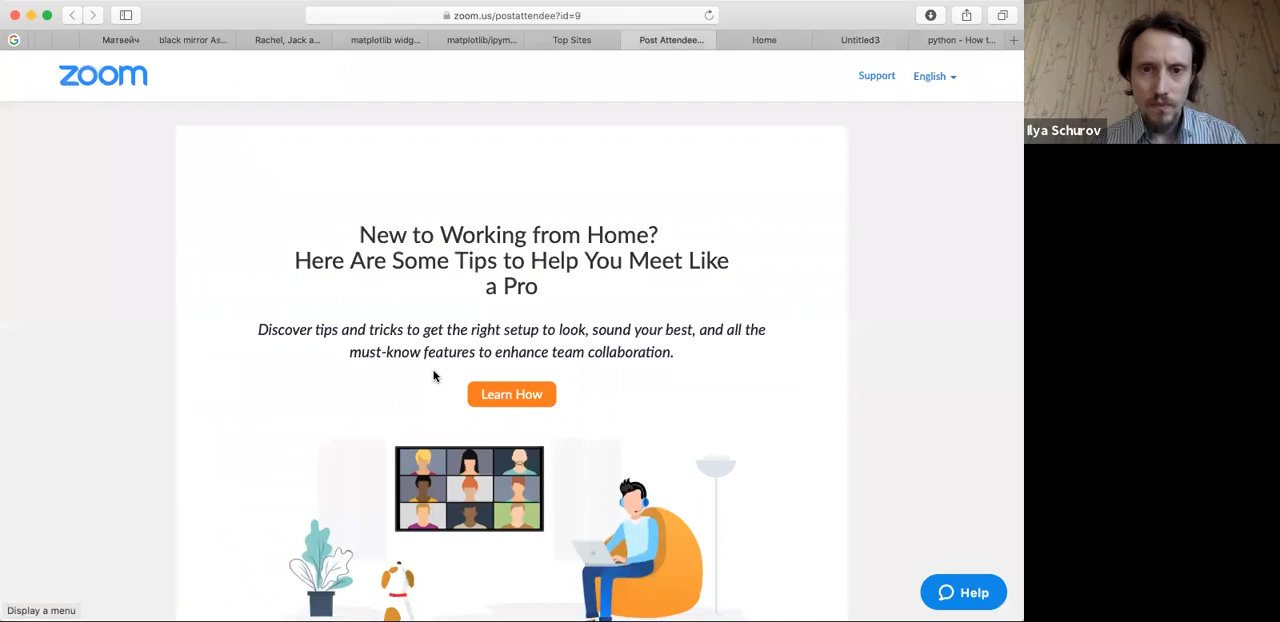 zoom.us/postattendee?id=9
Матвейч
black mirror As...
Rachel, Jack a...
matplotlib widg...
matplotlib/ipym...
Top Sites
Post Attendee...
Home
Untitled3
python - How t...
zoom
Support
English
New to Working from Home?
Here Are Some Tips to Help You Meet Like
a Pro
Discover tips and tricks to get the right setup to look, sound your best, and all the
must-know features to enhance team collaboration.
Learn How
Help
Display a menu
Ilya Schurov